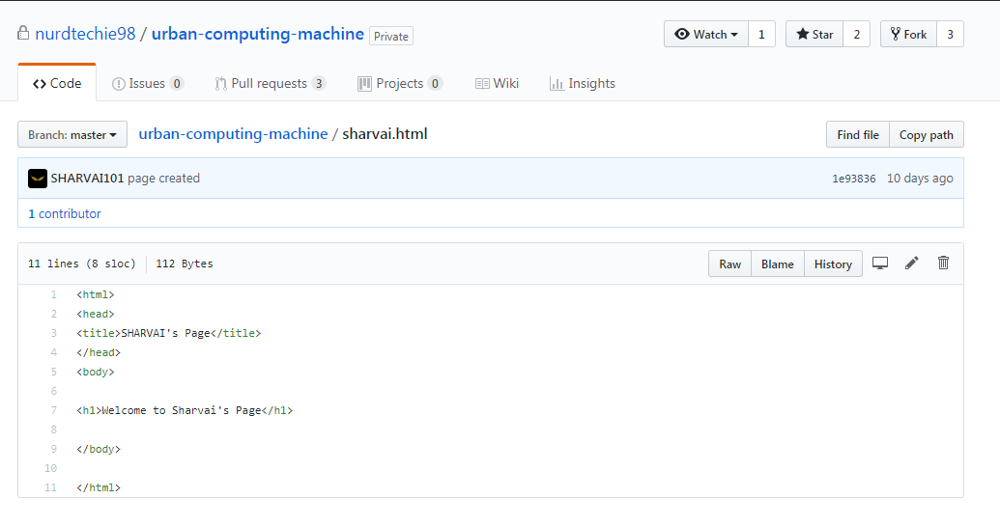 nurdtechie98 / urban-computing-machine Private Watch 1 Star 2 Fork 3
Code Issues 0 Pull requests 3 Projects 0 Wiki Insights
Branch: master urban-computing-machine / sharvai.html Find file Copy path
SHARVAI101 page created 1e93836 10 days ago
1 contributor
11 lines (8 sloc) 112 Bytes Raw Blame History
1 <html>
2 <head>
3 <title>SHARVAI's Page</title>
4 </head>
5 <body>
6
7 <h1>Welcome to Sharvai's Page</h1>
8
9 </body>
10
11 </html>